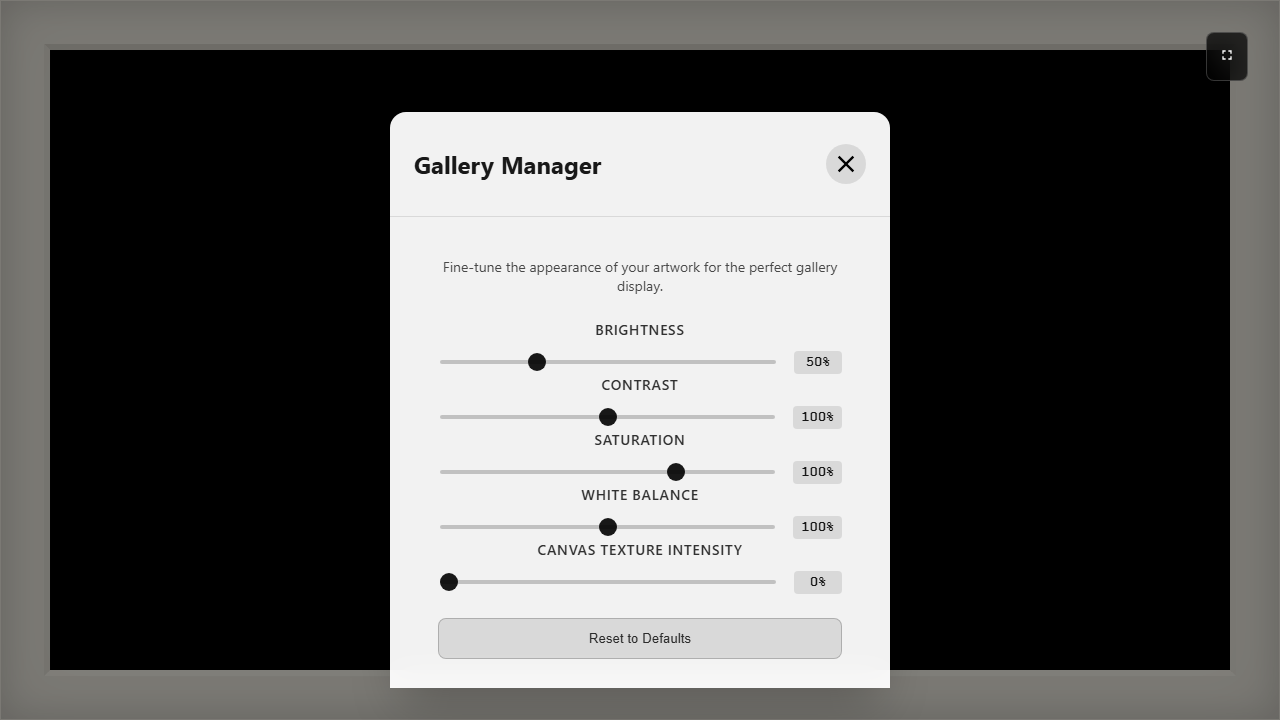 Gallery Manager
Fine-tune the appearance of your artwork for the perfect gallery
display.
BRIGHTNESS
50%
CONTRAST
100%
SATURATION
100%
WHITE BALANCE
100%
CANVAS TEXTURE INTENSITY
0%
Reset to Defaults